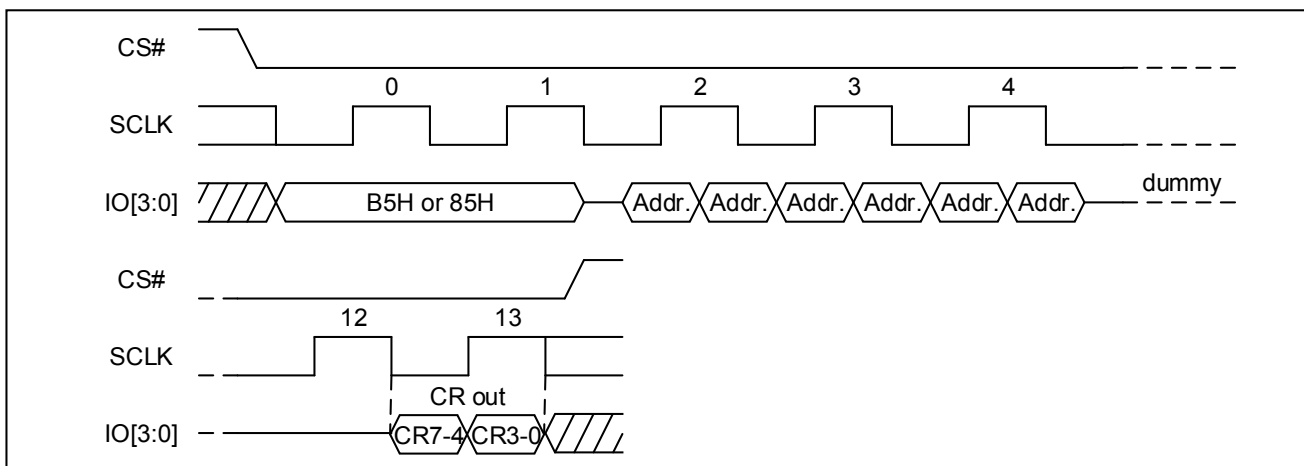 CS#
0 1 2 3 4
SCLK
IO[3:0] B5H or 85H Addr. Addr. Addr. Addr. Addr. Addr. dummy
CS#
12 13
SCLK
CR out
IO[3:0] CR7-4 CR3-0